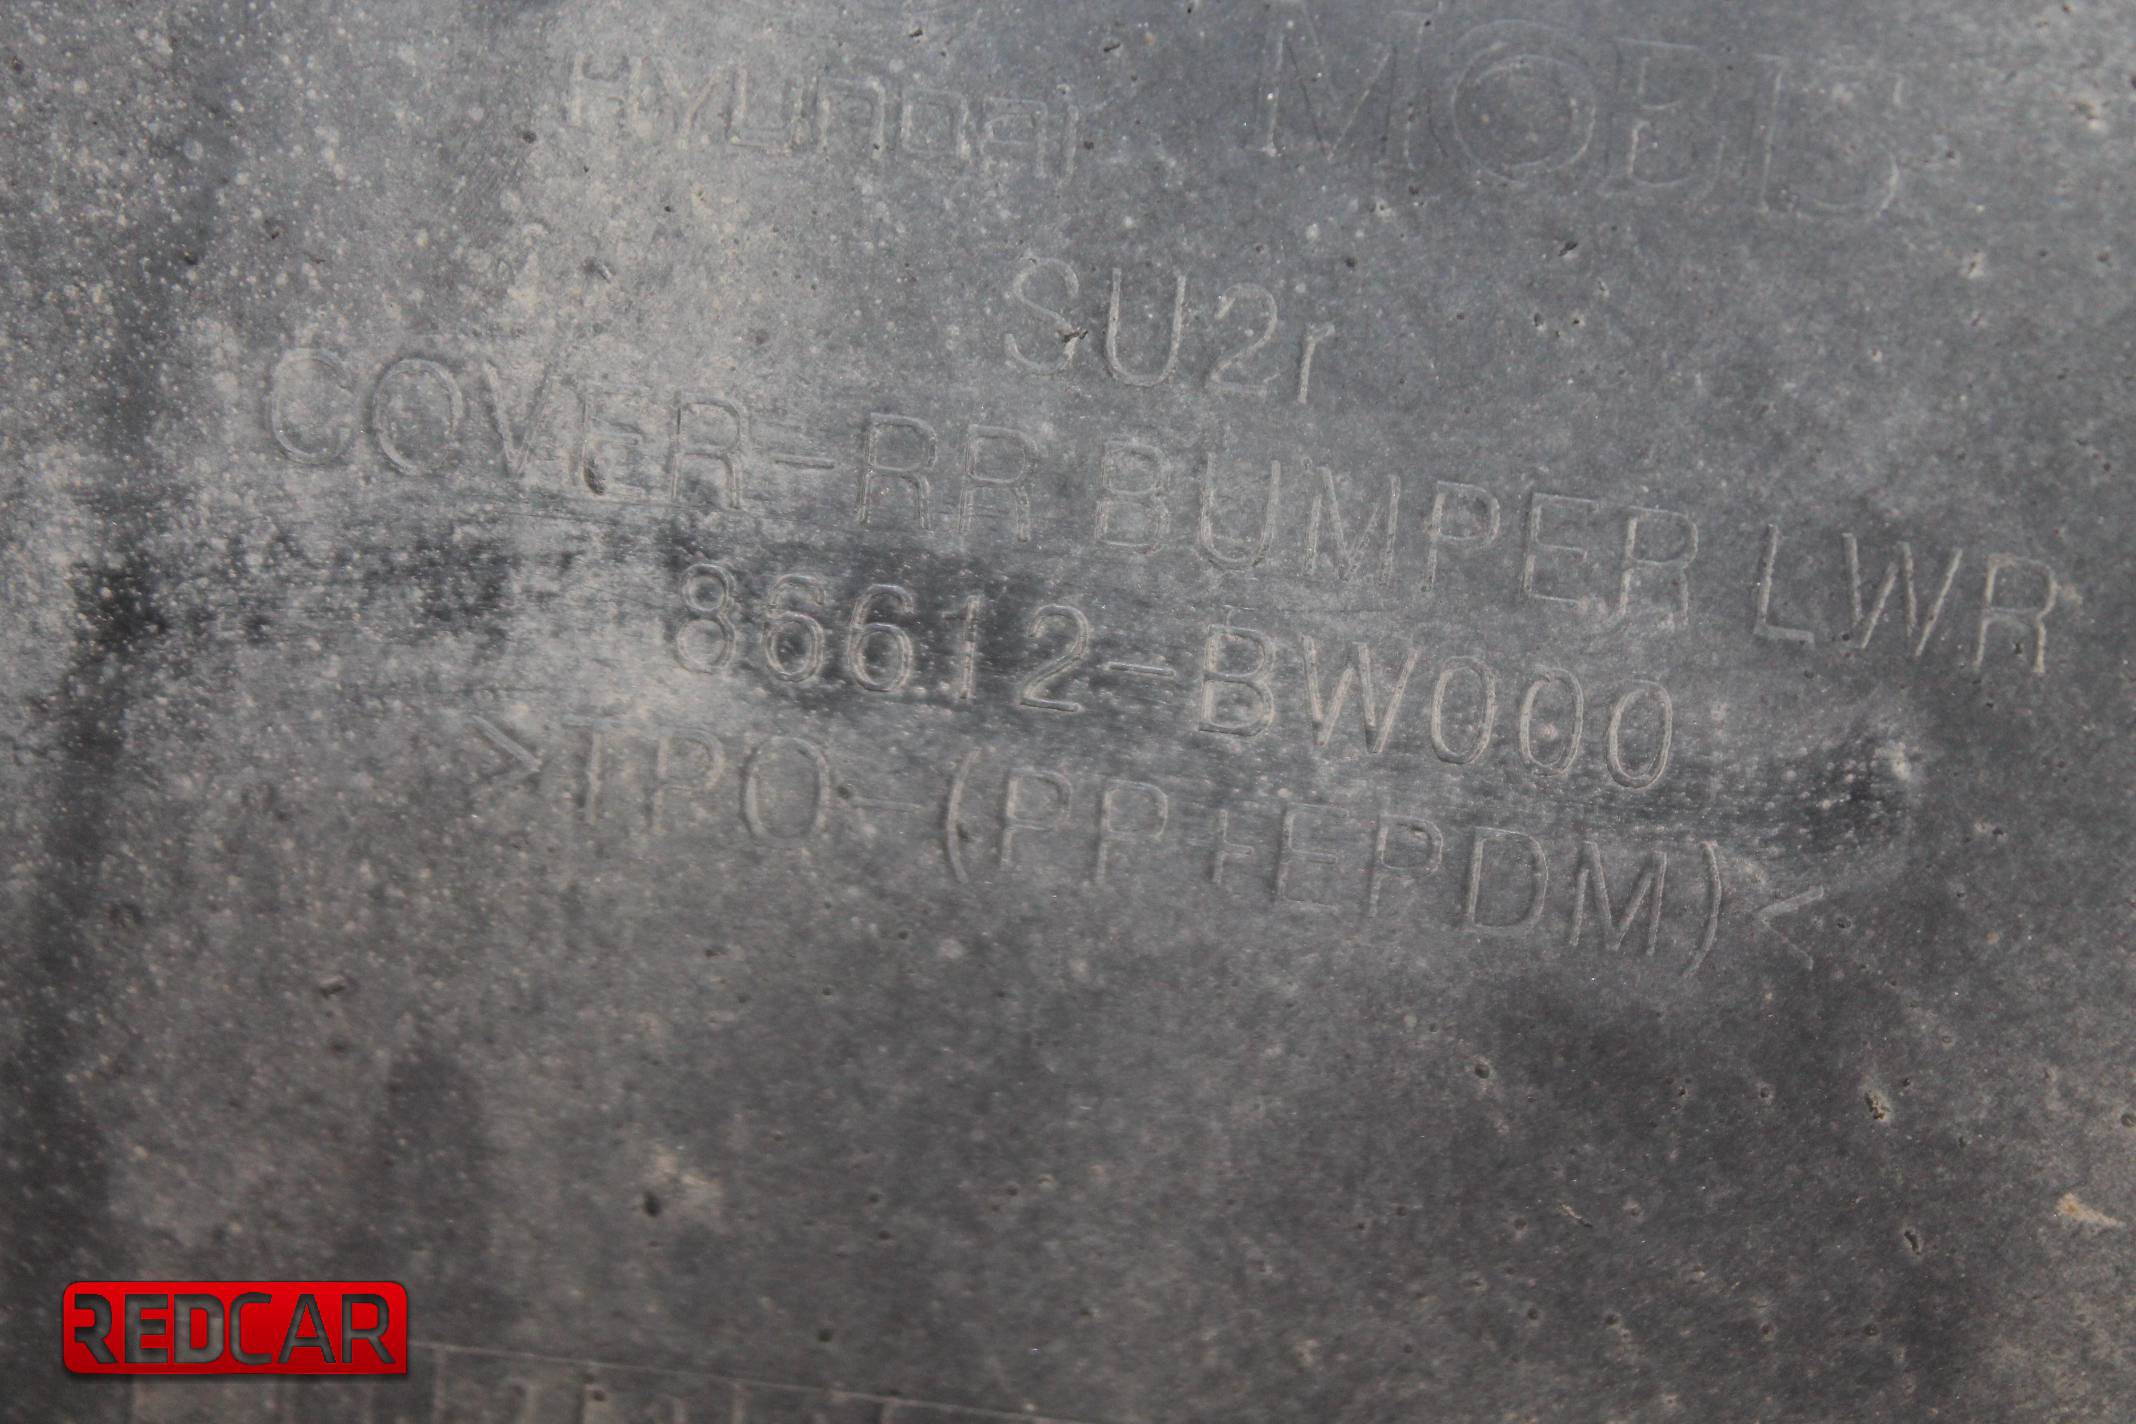 HYUNDAI MOBIS
SU2r
COVER-RR BUMPER LWR
86612-BW000
>TPO-(PP+EPDM)<
REDCAR